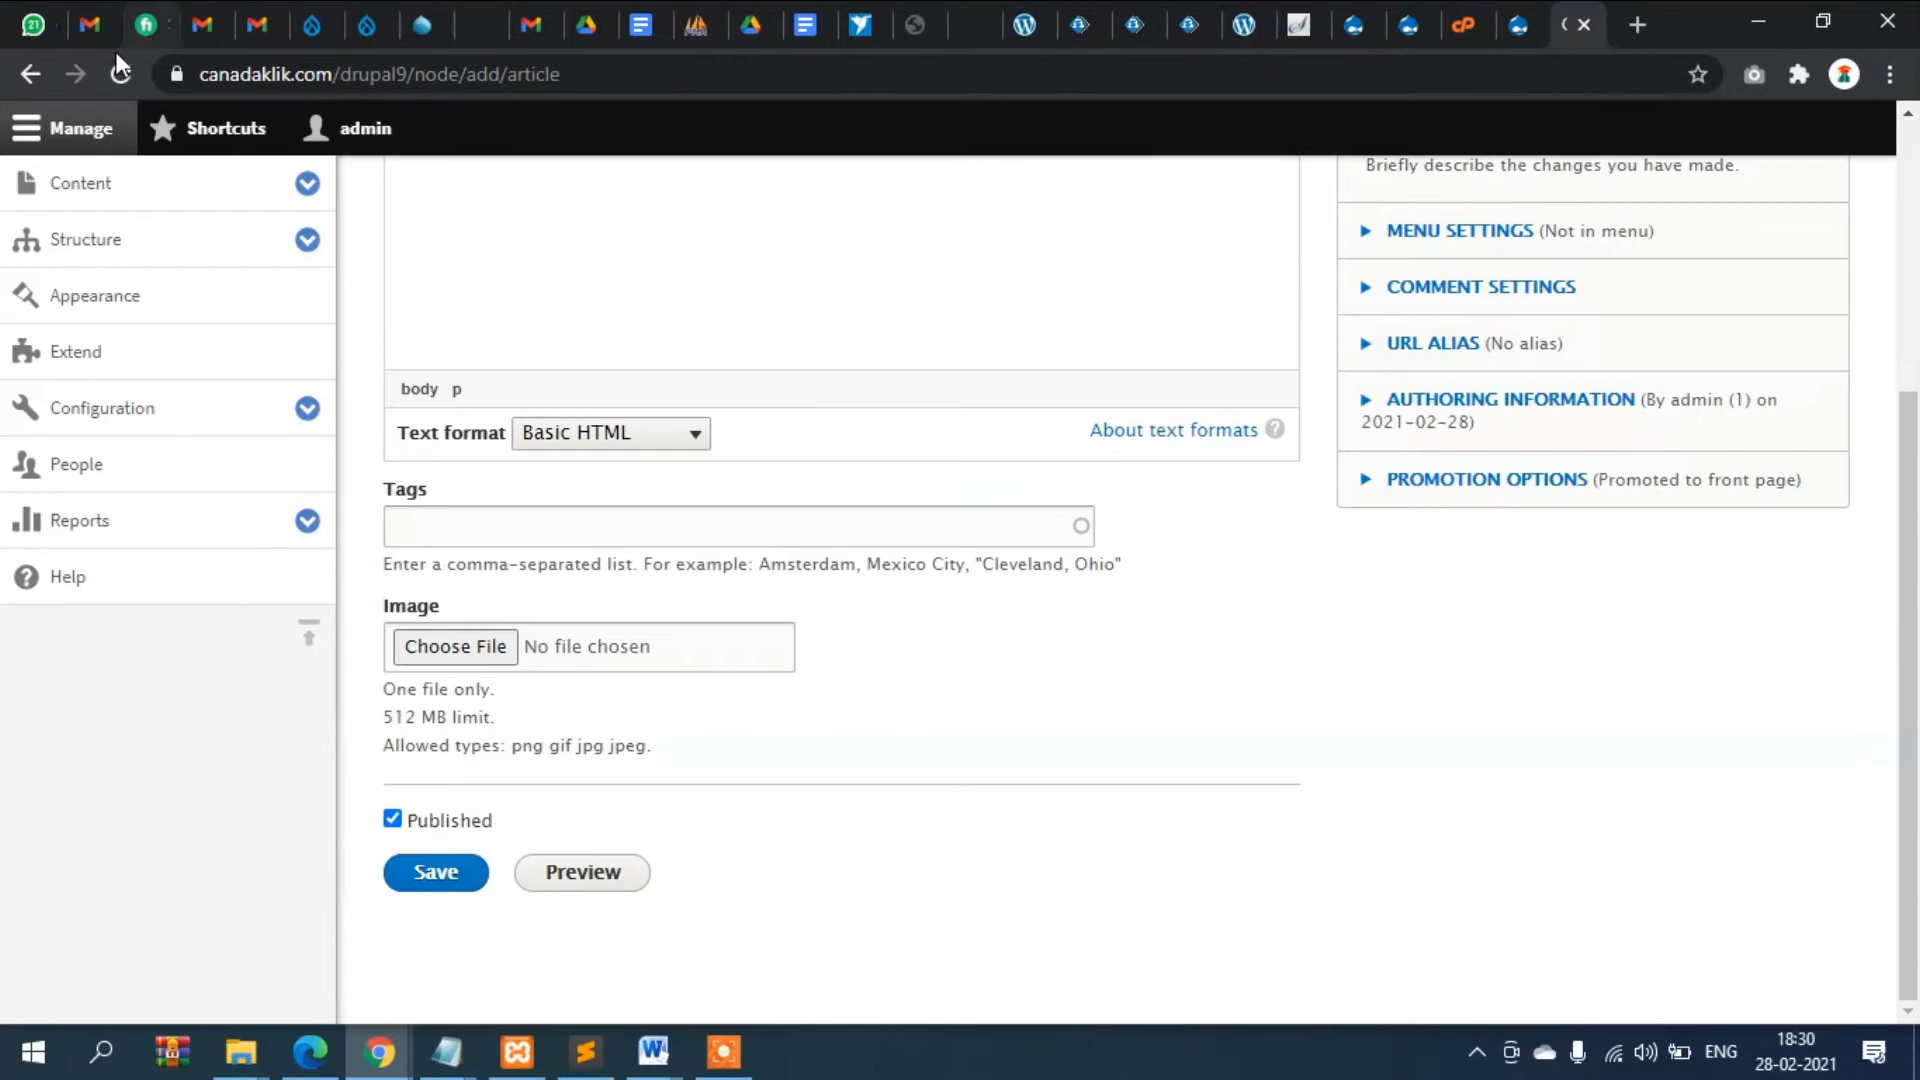 21
canadaklik.com/drupal9/node/add/article
Manage
Shortcuts
admin
Content
Structure
Appearance
Extend
Configuration
People
Reports
Help
body p
Text format
Basic HTML
About text formats
Tags
Enter a comma-separated list. For example: Amsterdam, Mexico City, "Cleveland, Ohio"
Image
Choose File No file chosen
One file only.
512 MB limit.
Allowed types: png gif jpg jpeg.
Published
Save
Preview
Briefly describe the changes you have made.
MENU SETTINGS (Not in menu)
COMMENT SETTINGS
URL ALIAS (No alias)
AUTHORING INFORMATION (By admin (1) on
2021-02-28)
PROMOTION OPTIONS (Promoted to front page)
ENG
18:30
28-02-2021